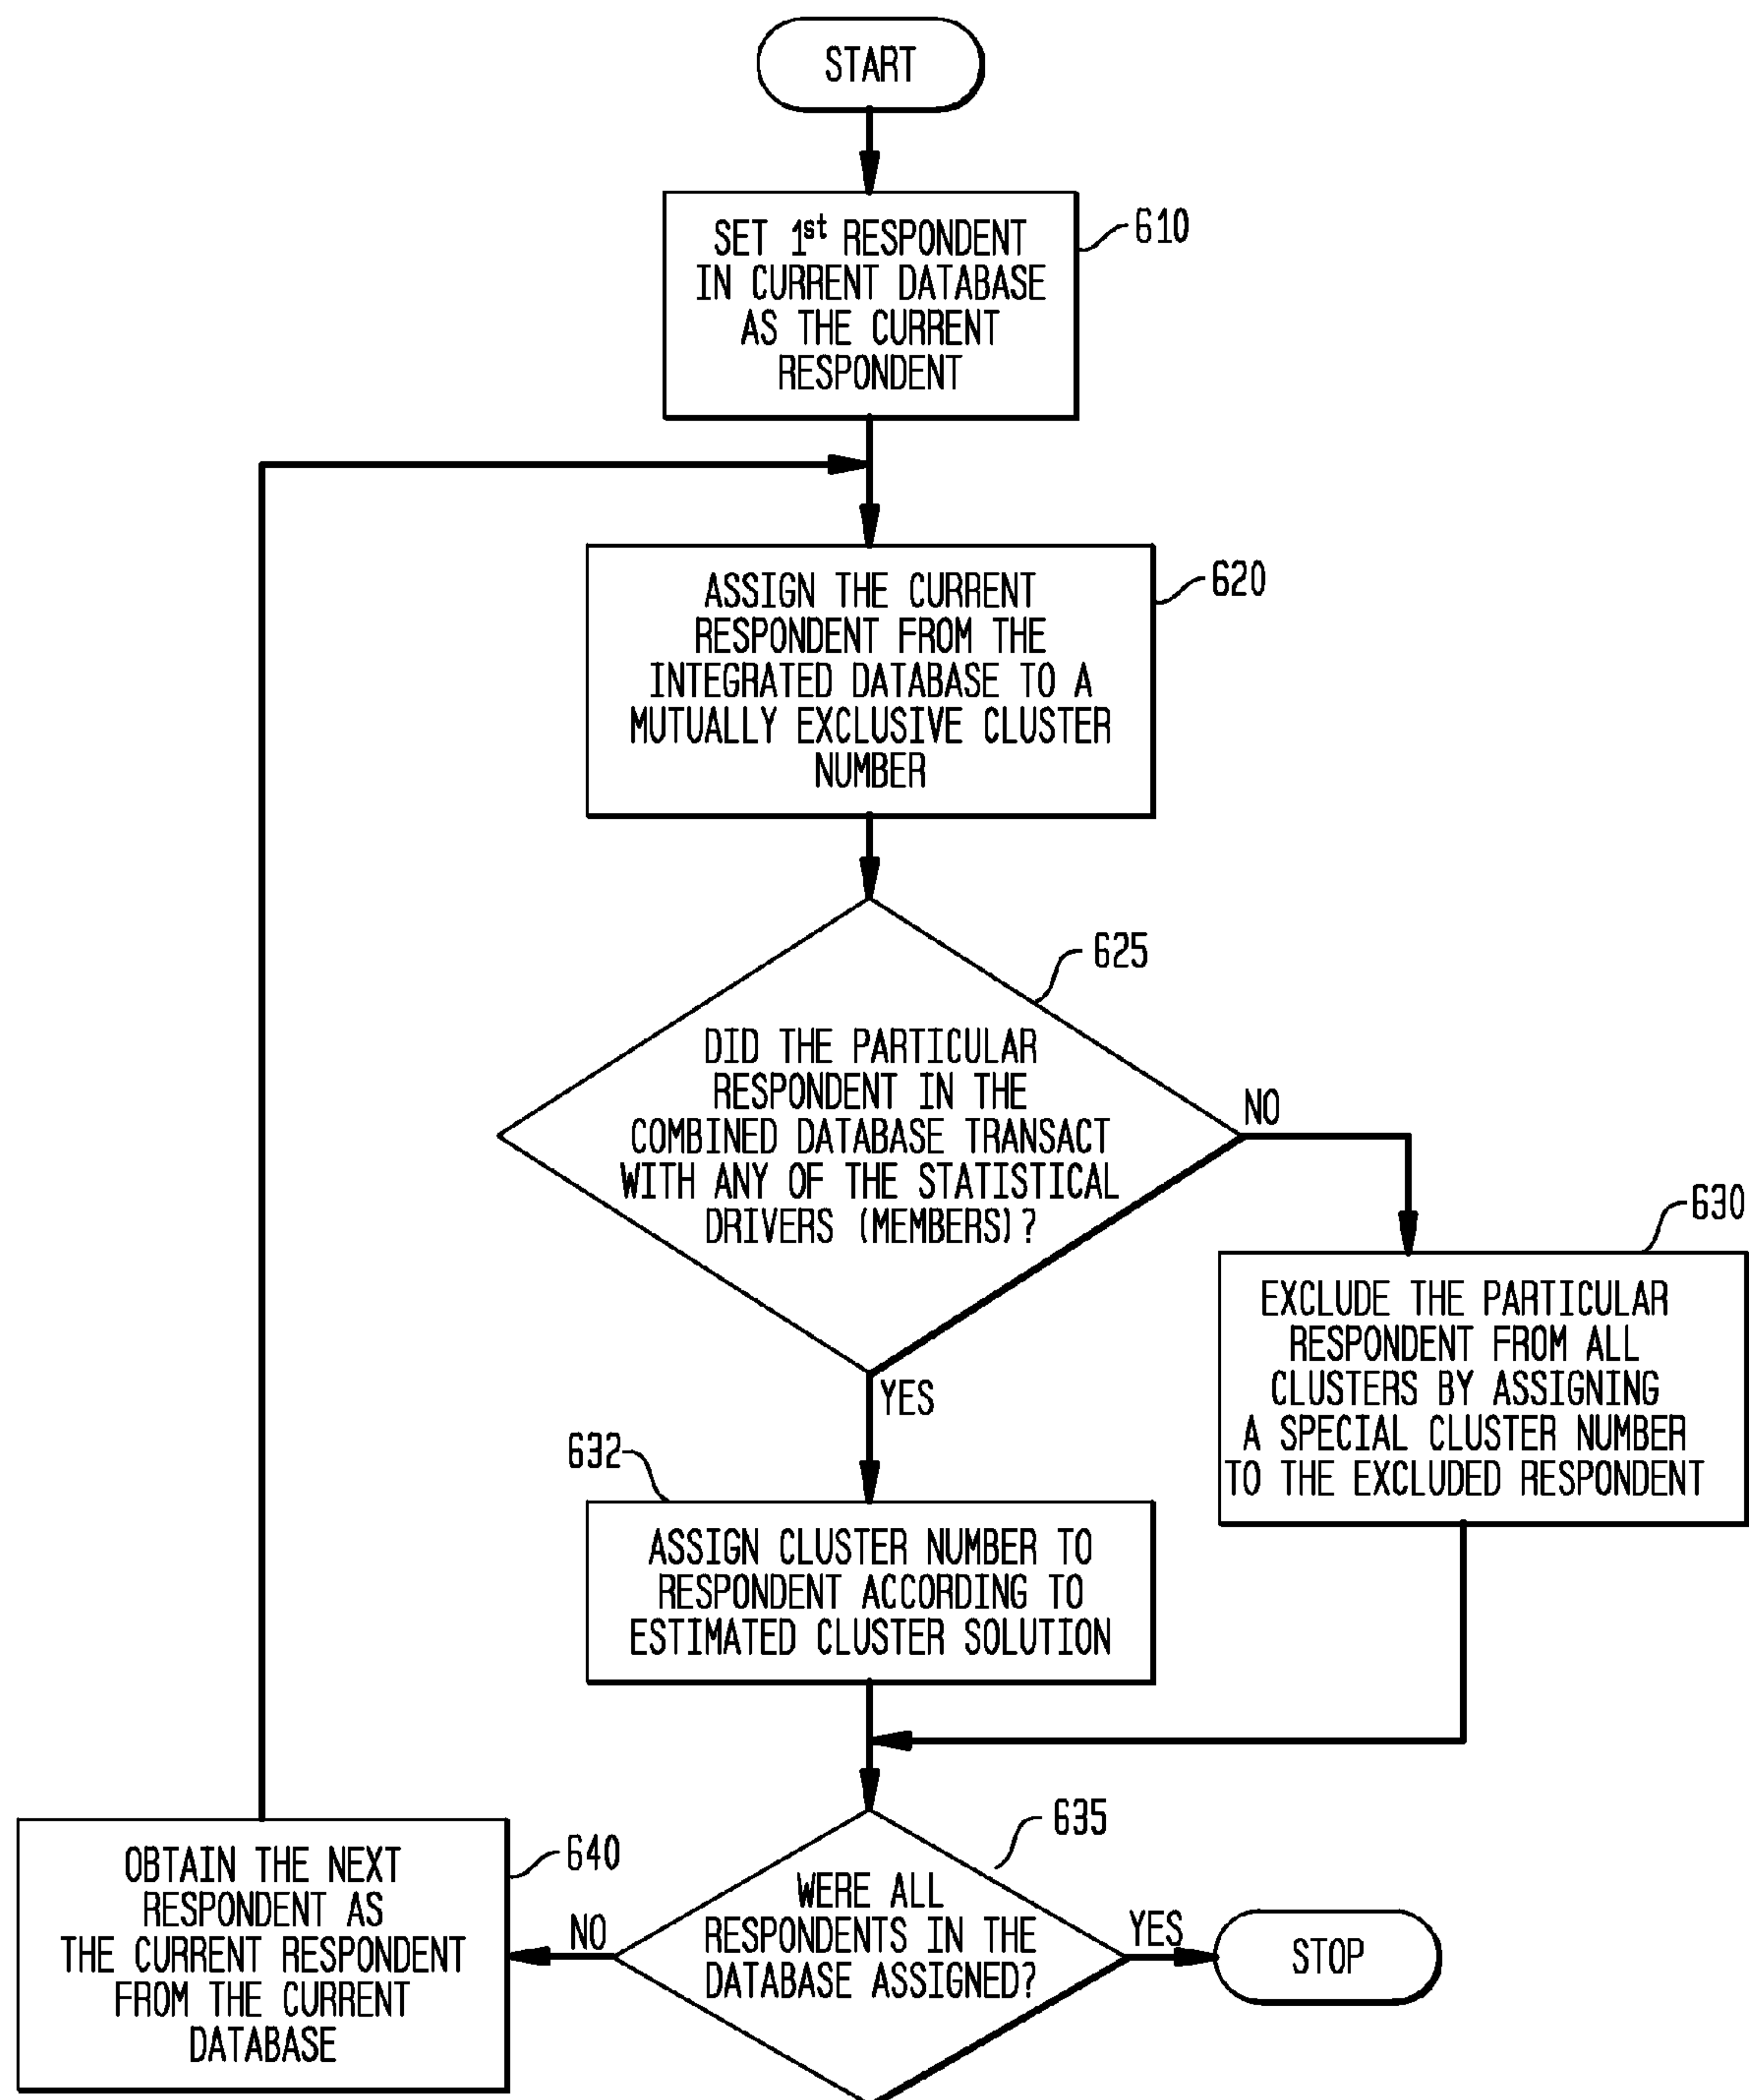 START
SET 1st RESPONDENT
IN CURRENT DATABASE
AS THE CURRENT
RESPONDENT
610
ASSIGN THE CURRENT
RESPONDENT FROM THE
INTEGRATED DATABASE TO A
MUTUALLY EXCLUSIVE CLUSTER
NUMBER
620
625
DID THE PARTICULAR
RESPONDENT IN THE
COMBINED DATABASE TRANSACT
WITH ANY OF THE STATISTICAL
DRIVERS (MEMBERS)?
NO
YES
630
EXCLUDE THE PARTICULAR
RESPONDENT FROM ALL
CLUSTERS BY ASSIGNING
A SPECIAL CLUSTER NUMBER
TO THE EXCLUDED RESPONDENT
632
ASSIGN CLUSTER NUMBER TO
RESPONDENT ACCORDING TO
ESTIMATED CLUSTER SOLUTION
635
WERE ALL
RESPONDENTS IN THE
DATABASE ASSIGNED?
YES
STOP
NO
640
OBTAIN THE NEXT
RESPONDENT AS
THE CURRENT RESPONDENT
FROM THE CURRENT
DATABASE